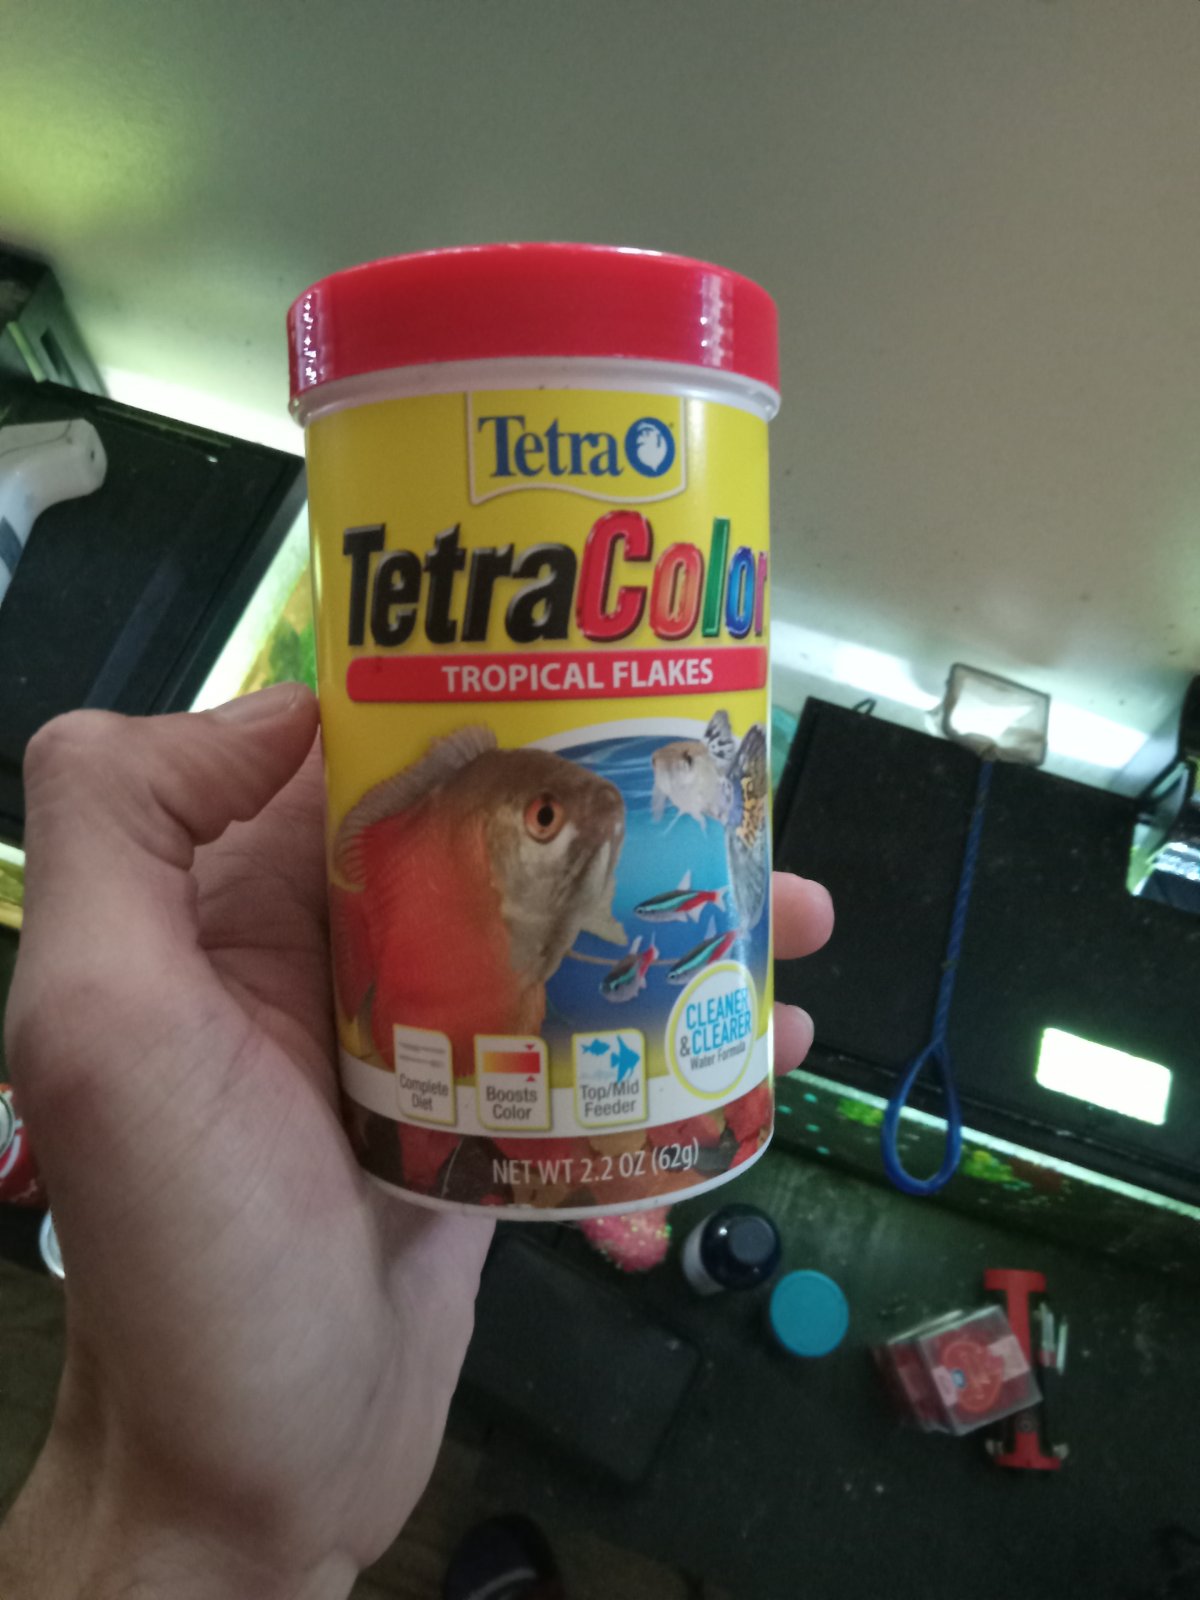 Tetra
TetraColor
TROPICAL FLAKES
CLEANER
& CLEARER
Water Formula
Complete
Diet
Boosts
Color
Top/Mid
Feeder
NET WT 2.2 OZ (62g)